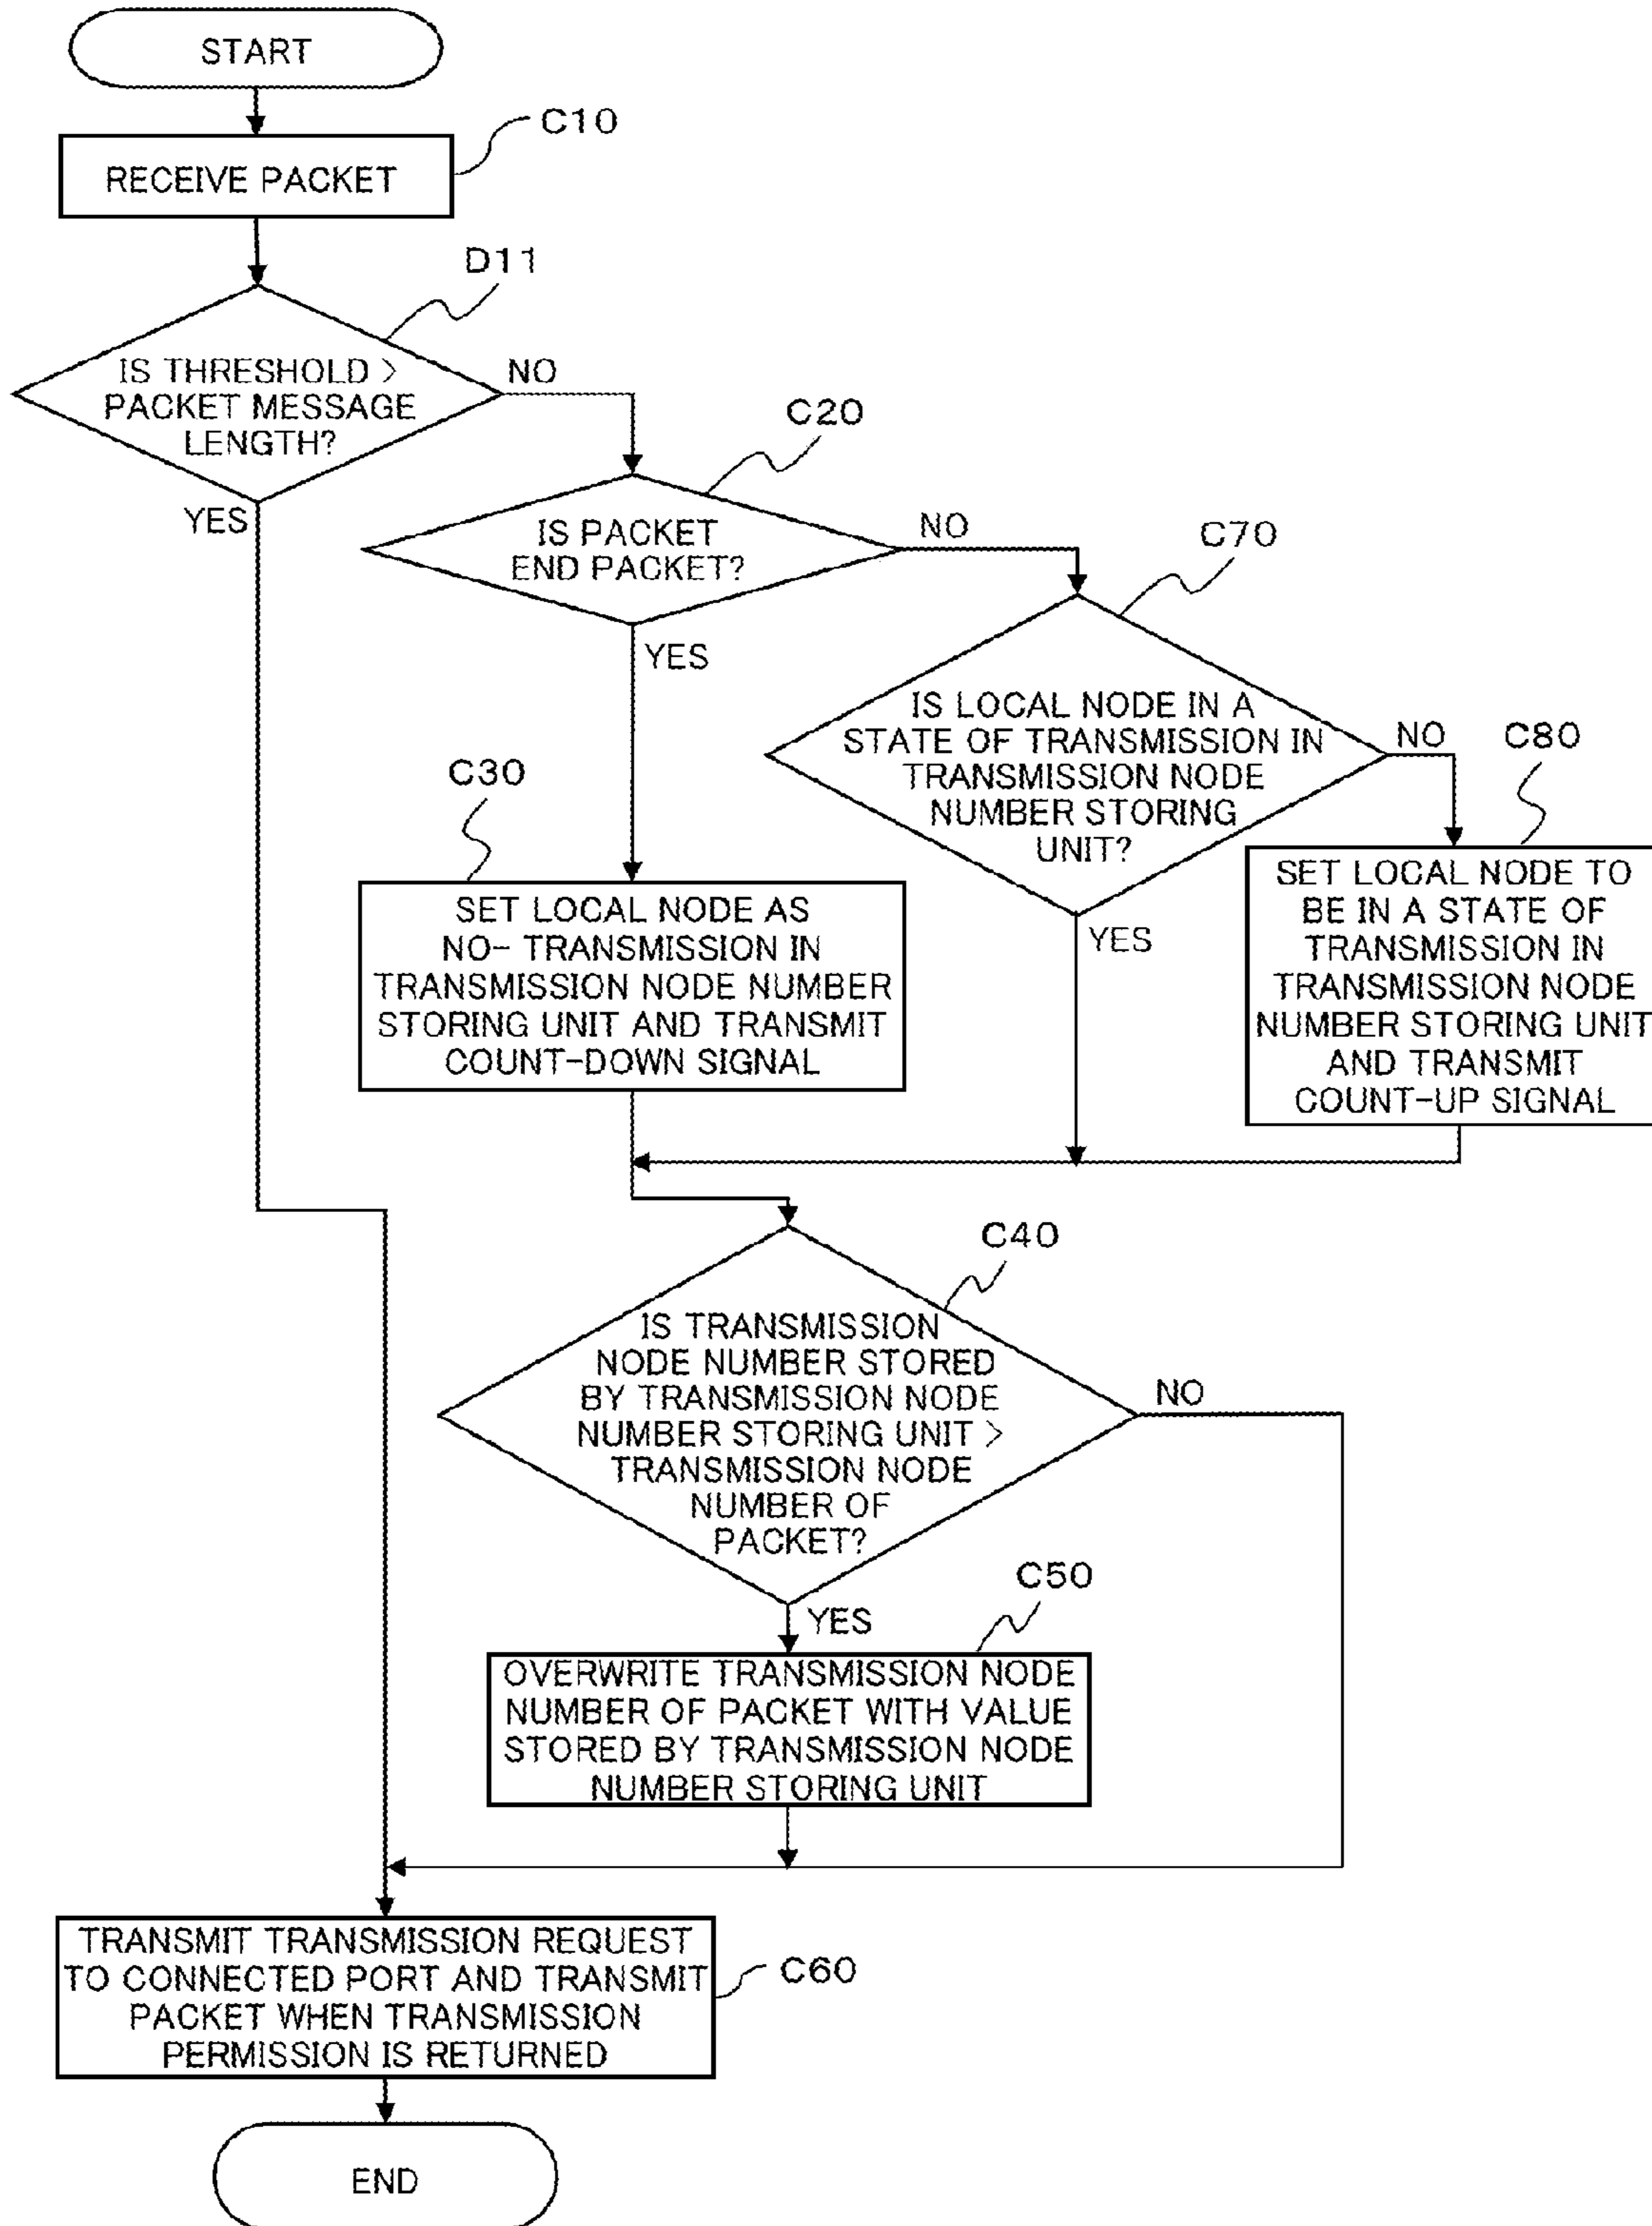 START
C10
RECEIVE PACKET
D11
IS THRESHOLD >
PACKET MESSAGE
LENGTH?
NO
YES
C20
IS PACKET
END PACKET?
NO
YES
C70
IS LOCAL NODE IN A
STATE OF TRANSMISSION IN
TRANSMISSION NODE
NUMBER STORING
UNIT?
NO
YES
C80
SET LOCAL NODE TO
BE IN A STATE OF
TRANSMISSION IN
TRANSMISSION NODE
NUMBER STORING UNIT
AND TRANSMIT
COUNT-UP SIGNAL
C30
SET LOCAL NODE AS
NO- TRANSMISSION IN
TRANSMISSION NODE NUMBER
STORING UNIT AND TRANSMIT
COUNT-DOWN SIGNAL
C40
IS TRANSMISSION
NODE NUMBER STORED
BY TRANSMISSION NODE
NUMBER STORING UNIT >
TRANSMISSION NODE
NUMBER OF
PACKET?
NO
YES
C50
OVERWRITE TRANSMISSION NODE
NUMBER OF PACKET WITH VALUE
STORED BY TRANSMISSION NODE
NUMBER STORING UNIT
TRANSMIT TRANSMISSION REQUEST
TO CONNECTED PORT AND TRANSMIT
PACKET WHEN TRANSMISSION
PERMISSION IS RETURNED
C60
END